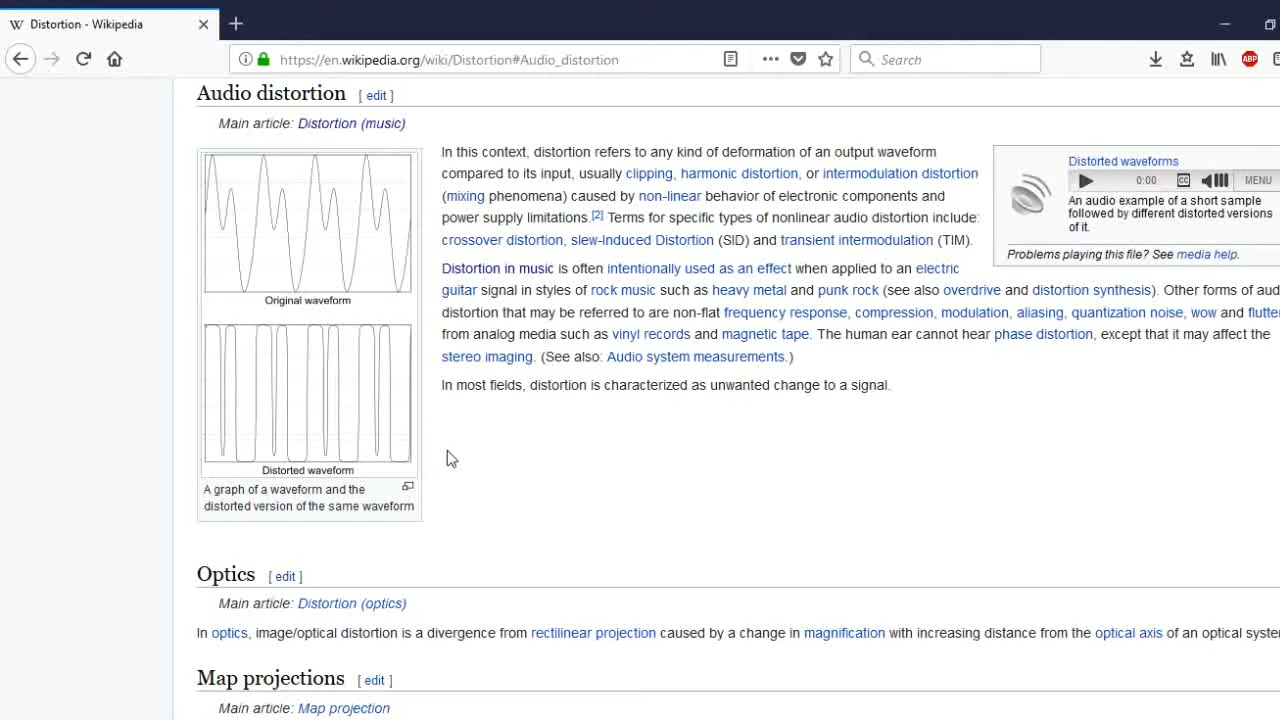 W Distortion - Wikipedia
https://en.wikipedia.org/wiki/Distortion#Audio_distortion
Search
ABP
Audio distortion [ edit ]
Main article: Distortion (music)
Original waveform
Distorted waveform
A graph of a waveform and the
distorted version of the same waveform
In this context, distortion refers to any kind of deformation of an output waveform
compared to its input, usually clipping, harmonic distortion, or intermodulation distortion
(mixing phenomena) caused by non-linear behavior of electronic components and
power supply limitations.[2] Terms for specific types of nonlinear audio distortion include:
crossover distortion, slew-Induced Distortion (SID) and transient intermodulation (TIM).
Distorted waveforms
0:00 CC MENU
An audio example of a short sample
followed by different distorted versions
of it.
Problems playing this file? See media help.
Distortion in music is often intentionally used as an effect when applied to an electric
guitar signal in styles of rock music such as heavy metal and punk rock (see also overdrive and distortion synthesis). Other forms of aud
distortion that may be referred to are non-flat frequency response, compression, modulation, aliasing, quantization noise, wow and flutter
from analog media such as vinyl records and magnetic tape. The human ear cannot hear phase distortion, except that it may affect the
stereo imaging. (See also: Audio system measurements.)
In most fields, distortion is characterized as unwanted change to a signal.
Optics [ edit ]
Main article: Distortion (optics)
In optics, image/optical distortion is a divergence from rectilinear projection caused by a change in magnification with increasing distance from the optical axis of an optical syste
Map projections [ edit ]
Main article: Map projection